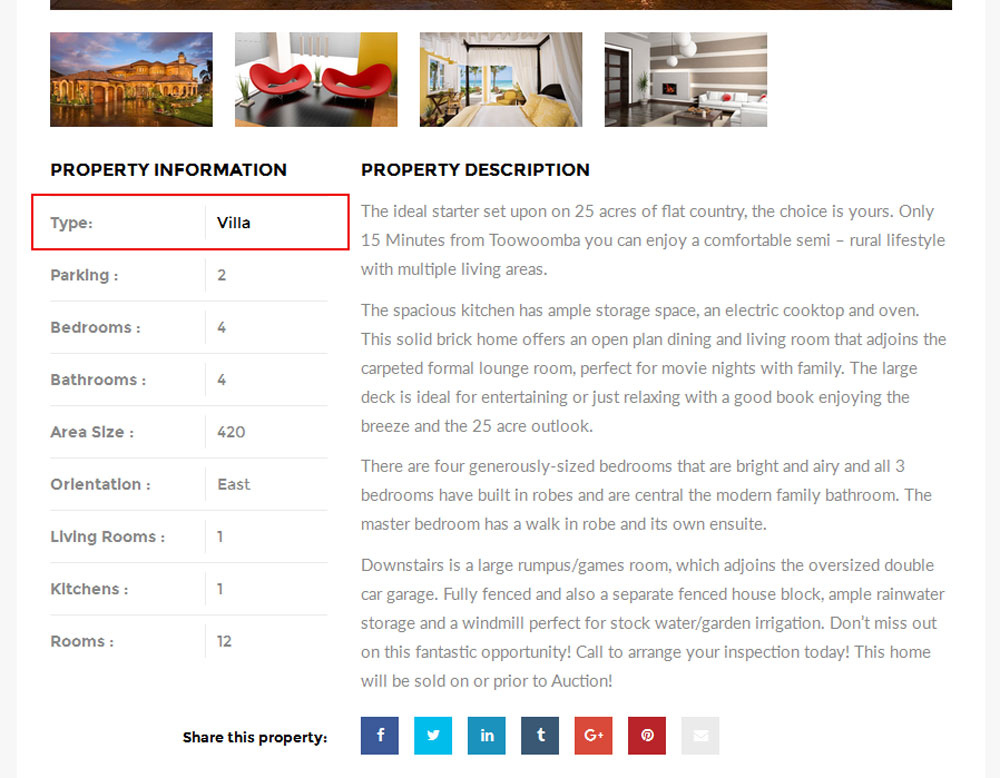 PROPERTY INFORMATION
Type:
Villa
Parking :
2
Bedrooms :
4
Bathrooms :
4
Area Size :
420
Orientation :
East
Living Rooms :
1
Kitchens :
1
Rooms :
12
PROPERTY DESCRIPTION
The ideal starter set upon on 25 acres of flat country, the choice is yours. Only
15 Minutes from Toowoomba you can enjoy a comfortable semi – rural lifestyle
with multiple living areas.
The spacious kitchen has ample storage space, an electric cooktop and oven.
This solid brick home offers an open plan dining and living room that adjoins the
carpeted formal lounge room, perfect for movie nights with family. The large
deck is ideal for entertaining or just relaxing with a good book enjoying the
breeze and the 25 acre outlook.
There are four generously-sized bedrooms that are bright and airy and all 3
bedrooms have built in robes and are central the modern family bathroom. The
master bedroom has a walk in robe and its own ensuite.
Downstairs is a large rumpus/games room, which adjoins the oversized double
car garage. Fully fenced and also a separate fenced house block, ample rainwater
storage and a windmill perfect for stock water/garden irrigation. Don’t miss out
on this fantastic opportunity! Call to arrange your inspection today! This home
will be sold on or prior to Auction!
Share this property:
f
in
t
G+